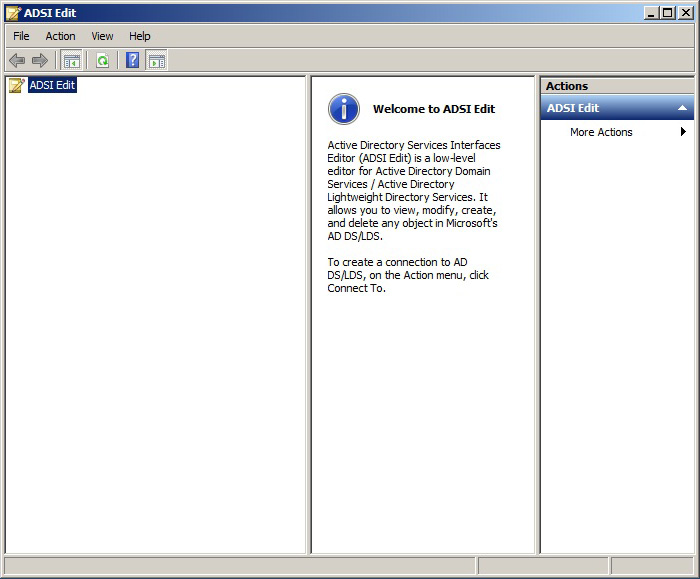 ADSI Edit
File Action View Help
ADSI Edit
Welcome to ADSI Edit
Active Directory Services Interfaces
Editor (ADSI Edit) is a low-level
editor for Active Directory Domain
Services / Active Directory
Lightweight Directory Services. It
allows you to view, modify, create,
and delete any object in Microsoft's
AD DS/LDS.
To create a connection to AD
DS/LDS, on the Action menu, click
Connect To.
Actions
ADSI Edit
More Actions